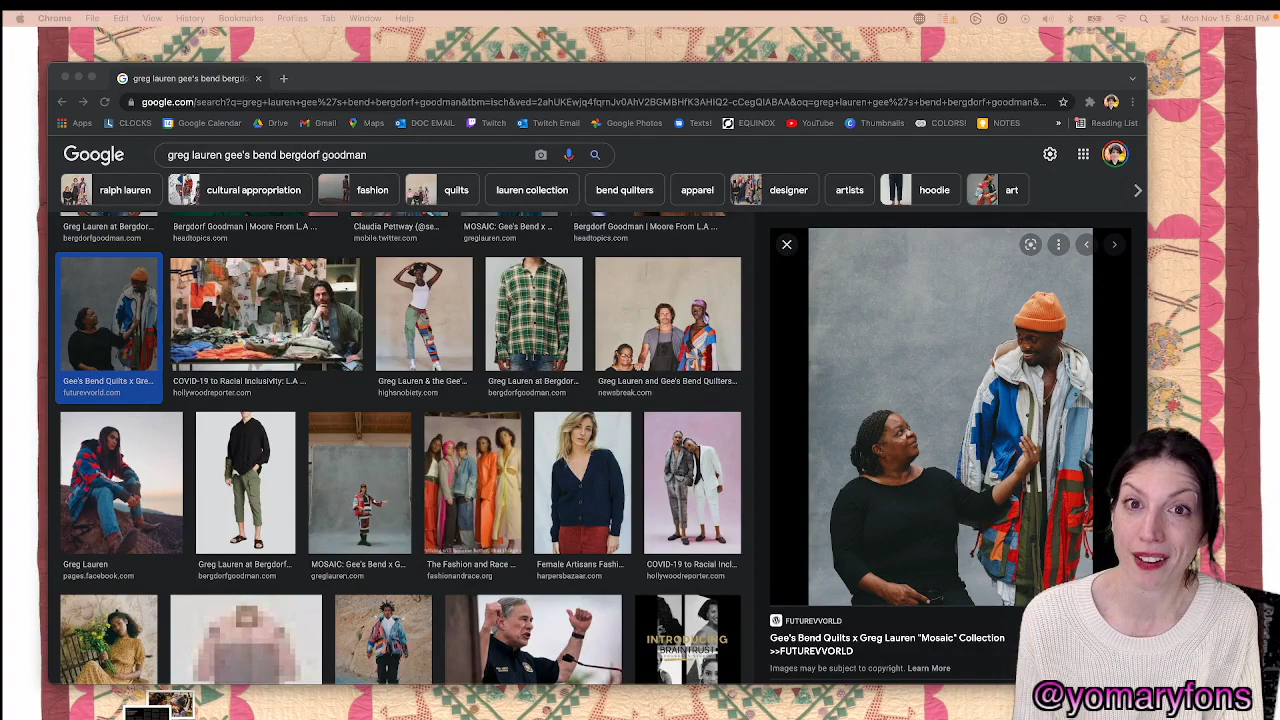 Chrome File Edit View History Bookmarks Profiles Tab Window Help Mon Nov 15 8:40 PM
greg lauren gee's bend bergdo
google.com/search?q=greg+lauren+gee%27s+bend+bergdorf+goodman&tbm=isch&ved=2ahUKEwjq4fqrnJv0AhV2BGMBHfK3AHIQ2-cCegQIABAA&oq=greg+lauren+gee%27s+bend+bergdorf+goodman&...
Apps CLOCKS Google Calendar Drive Gmail Maps DOC EMAIL Twitch Twitch Email Google Photos Texts! EQUINOX YouTube Thumbnails COLORS! NOTES » Reading List
Google greg lauren gee's bend bergdorf goodman
ralph lauren cultural appropriation fashion quilts lauren collection bend quilters apparel designer artists hoodie art
Greg Lauren at Bergdor... Bergdorf Goodman | Moore From L.A ... Claudia Pettway (@se... MOSAIC: Gee's Bend x ... Bergdorf Goodman | Moore From L.A ...
bergdorfgoodman.com headtopics.com mobile.twitter.com greglauren.com headtopics.com
Gee's Bend Quilts x Gre... COVID-19 to Racial Inclusivity: L.A ... Greg Lauren & the Gee'... Greg Lauren at Bergdor... Greg Lauren and Gee's Bend Quilters...
futurevvorld.com hollywoodreporter.com highsnobiety.com bergdorfgoodman.com newsbreak.com
Greg Lauren Greg Lauren at Bergdor... MOSAIC: Gee's Bend x G... The Fashion and Race ... Female Artisans Fashi... COVID-19 to Racial Incl...
pages.facebook.com bergdorfgoodman.com greglauren.com fashionandrace.org harpersbazaar.com hollywoodreporter.com
INTRODUCING
BRAINTRUST
FUTUREVVORLD
Gee's Bend Quilts x Greg Lauren "Mosaic" Collection
>>FUTUREVVORLD
Images may be subject to copyright. Learn More
@yomaryfons